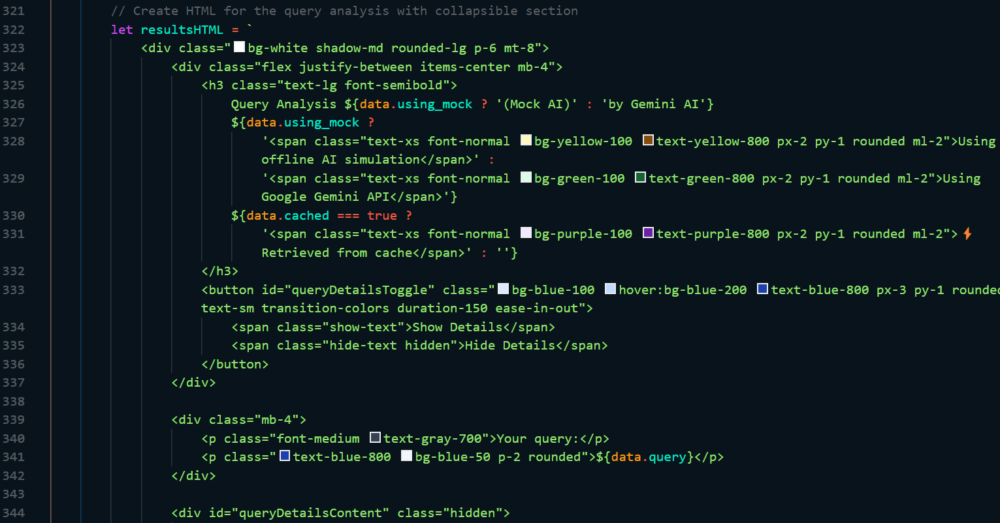 321 // Create HTML for the query analysis with collapsible section
322 let resultsHTML = `
323 <div class="bg-white shadow-md rounded-lg p-6 mt-8">
324 <div class="flex justify-between items-center mb-4">
325 <h3 class="text-lg font-semibold">
326 Query Analysis ${data.using_mock ? '(Mock AI)' : 'by Gemini AI'}
327 ${data.using_mock ?
328 '<span class="text-xs font-normal bg-yellow-100 text-yellow-800 px-2 py-1 rounded ml-2">Using
offline AI simulation</span>' :
329 '<span class="text-xs font-normal bg-green-100 text-green-800 px-2 py-1 rounded ml-2">Using
Google Gemini API</span>'}
330 ${data.cached === true ?
331 '<span class="text-xs font-normal bg-purple-100 text-purple-800 px-2 py-1 rounded ml-2">⚡
Retrieved from cache</span>' : ''}
332 </h3>
333 <button id="queryDetailsToggle" class="bg-blue-100 hover:bg-blue-200 text-blue-800 px-3 py-1 rounded
text-sm transition-colors duration-150 ease-in-out">
334 <span class="show-text">Show Details</span>
335 <span class="hide-text hidden">Hide Details</span>
336 </button>
337 </div>
338
339 <div class="mb-4">
340 <p class="font-medium text-gray-700">Your query:</p>
341 <p class="text-blue-800 bg-blue-50 p-2 rounded">${data.query}</p>
342 </div>
343
344 <div id="queryDetailsContent" class="hidden">